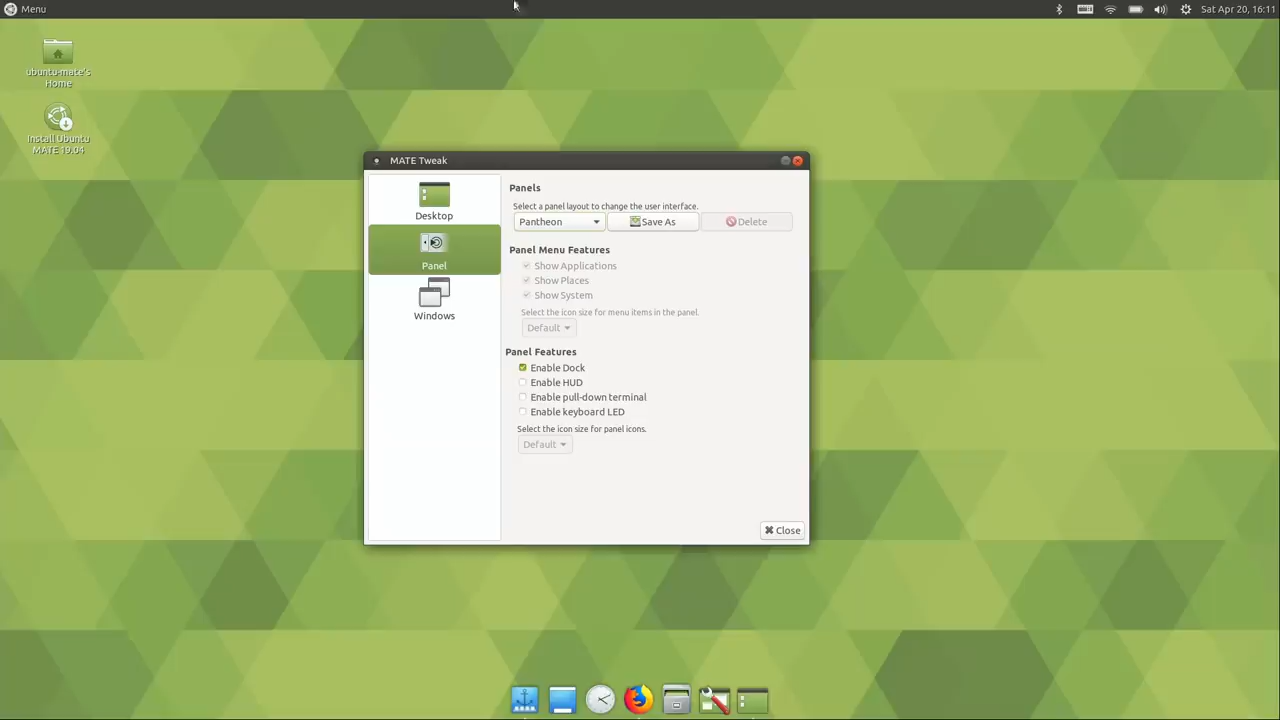 Menu
Sat Apr 20, 16:11
ubuntu-mate's
Home
Install Ubuntu
MATE 19.04
MATE Tweak
Desktop
Panel
Windows
Panels
Select a panel layout to change the user interface.
Pantheon
Save As
Delete
Panel Menu Features
Show Applications
Show Places
Show System
Select the icon size for menu items in the panel.
Default
Panel Features
Enable Dock
Enable HUD
Enable pull-down terminal
Enable keyboard LED
Select the icon size for panel icons.
Default
Close